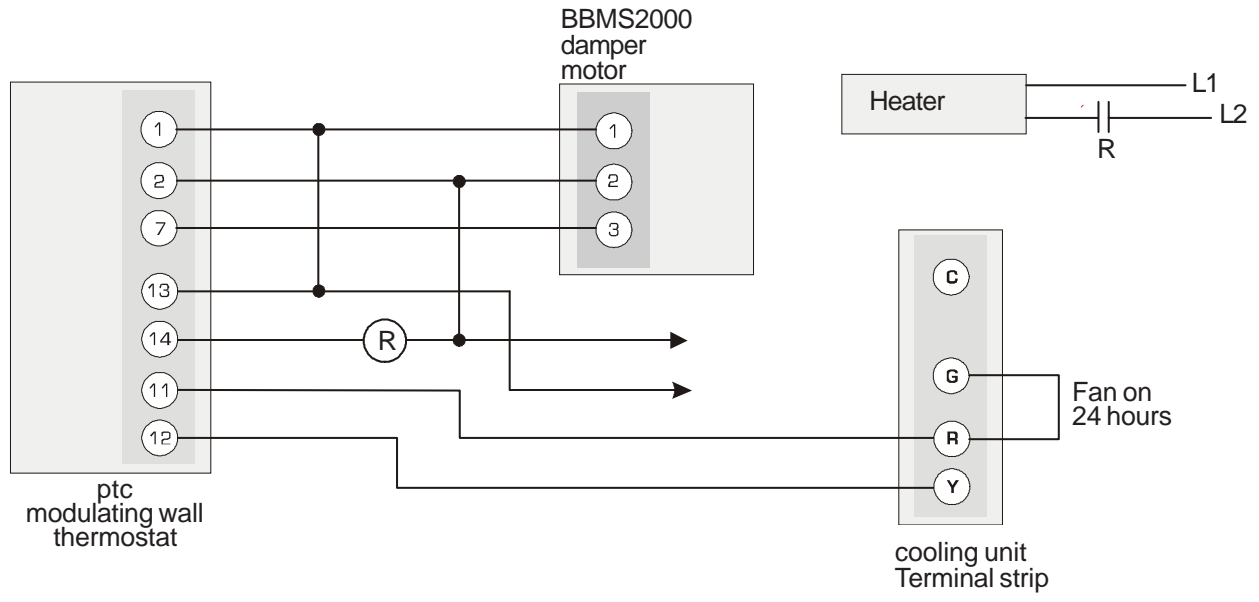 BBMS2000
damper
motor
1
2
7
13
14
11
12
ptc
modulating wall
thermostat
1
2
3
R
Heater
L1
L2
R
C
G
R
Y
Fan on
24 hours
cooling unit
Terminal strip